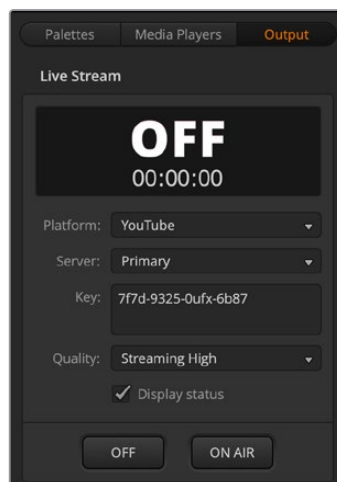 Palettes Media Players Output
Live Stream
OFF
00:00:00
Platform: YouTube
Server: Primary
Key: 7f7d-9325-0ufx-6b87
Quality: Streaming High
Display status
OFF ON AIR